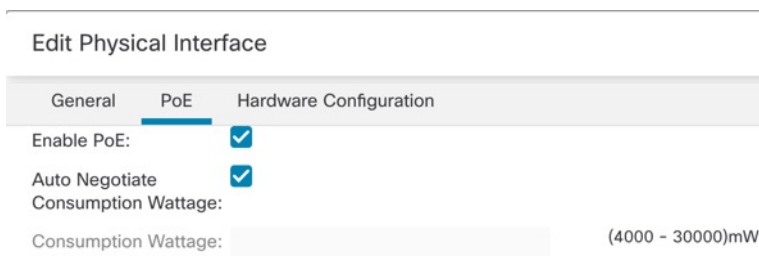 Edit Physical Interface
General PoE Hardware Configuration
Enable PoE:
Auto Negotiate
Consumption Wattage:
Consumption Wattage: (4000 - 30000)mW